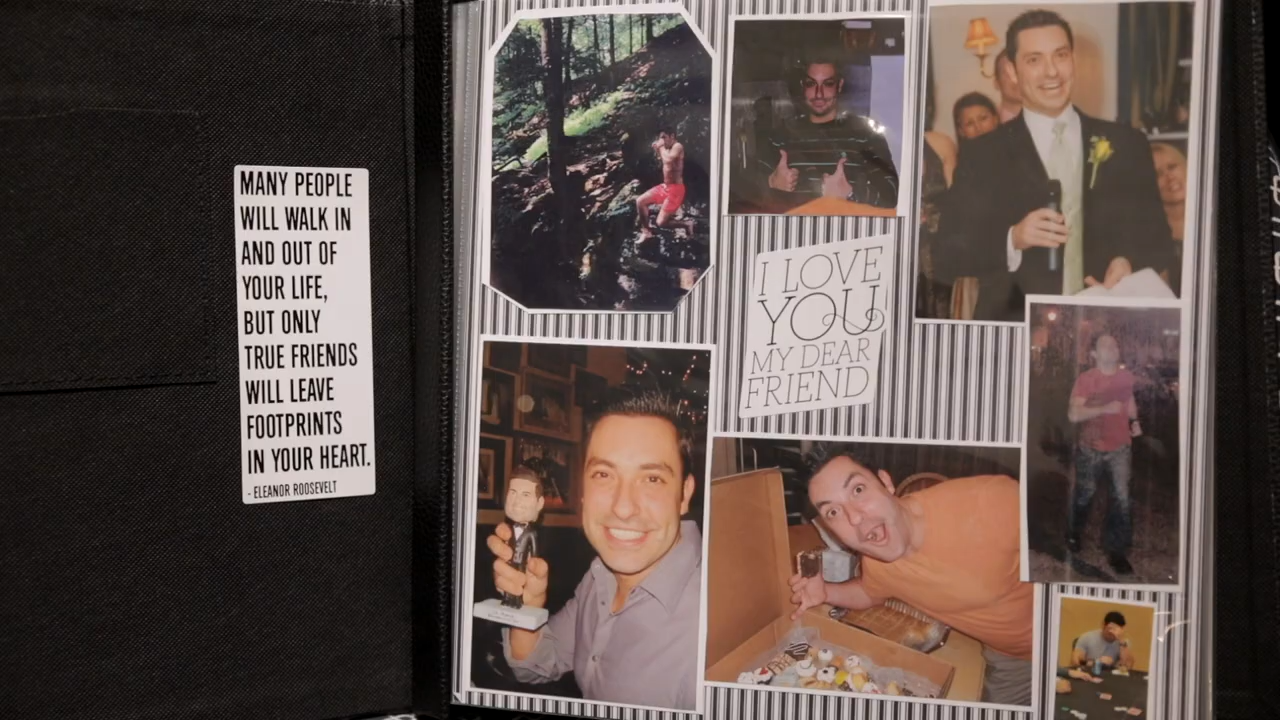 MANY PEOPLE
WILL WALK IN
AND OUT OF
YOUR LIFE,
BUT ONLY
TRUE FRIENDS
WILL LEAVE
FOOTPRINTS
IN YOUR HEART.
- ELEANOR ROOSEVELT
I LOVE
YOU
MY DEAR
FRIEND